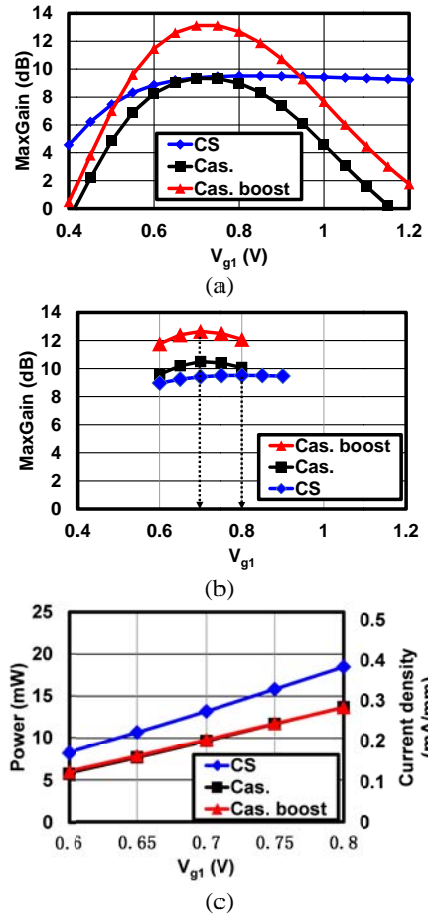 MaxGain (dB)
14
12
10
8
6
4
2
0
CS
Cas.
Cas. boost
0.4 0.6 0.8 1 1.2
Vg1 (V)
(a)
MaxGain (dB)
14
12
10
8
6
4
2
0
Cas. boost
Cas.
CS
0.4 0.6 0.8 1 1.2
Vg1
(b)
Power (mW)
25
20
15
10
5
0
CS
Cas.
Cas. boost
0.5
0.4
0.3
0.2
0.1
0
Current density
(mA/mm)
0.6 0.65 0.7 0.75 0.8
Vg1 (V)
(c)